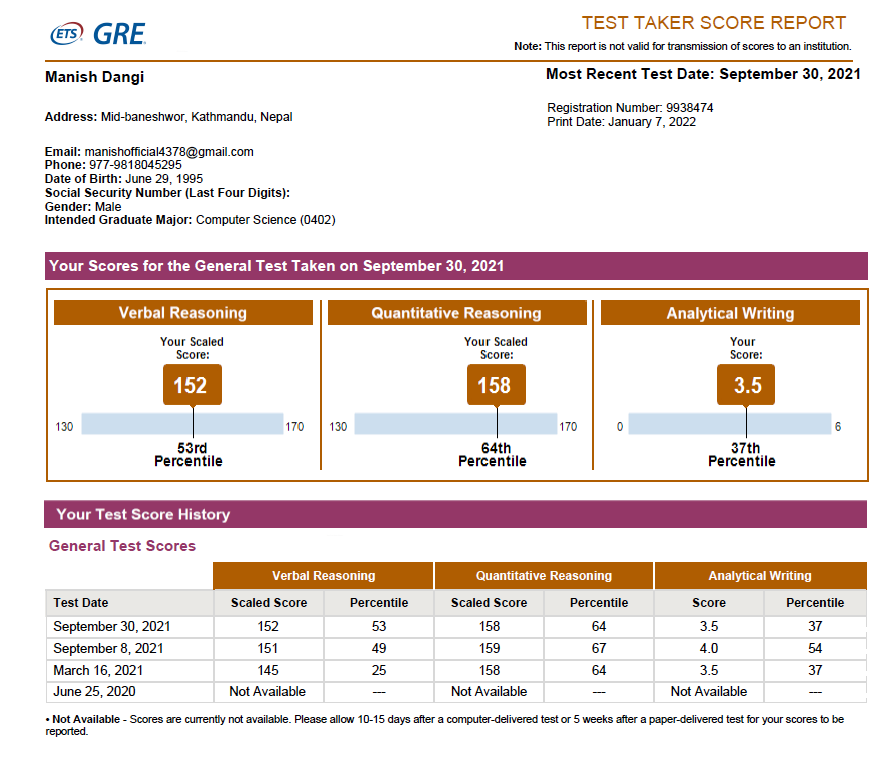 ETS GRE
TEST TAKER SCORE REPORT
Note: This report is not valid for transmission of scores to an institution.
Manish Dangi
Most Recent Test Date: September 30, 2021
Address: Mid-baneshwor, Kathmandu, Nepal
Registration Number: 9938474
Print Date: January 7, 2022
Email: manishofficial4378@gmail.com
Phone: 977-9818045295
Date of Birth: June 29, 1995
Social Security Number (Last Four Digits):
Gender: Male
Intended Graduate Major: Computer Science (0402)
Your Scores for the General Test Taken on September 30, 2021
Verbal Reasoning
Your Scaled
Score:
152
130 170
53rd
Percentile
Quantitative Reasoning
Your Scaled
Score:
158
130 170
64th
Percentile
Analytical Writing
Your
Score:
3.5
0 6
37th
Percentile
Your Test Score History
General Test Scores
Verbal Reasoning Quantitative Reasoning Analytical Writing
Test Date Scaled Score Percentile Scaled Score Percentile Score Percentile
September 30, 2021 152 53 158 64 3.5 37
September 8, 2021 151 49 159 67 4.0 54
March 16, 2021 145 25 158 64 3.5 37
June 25, 2020 Not Available --- Not Available --- Not Available ---
• Not Available - Scores are currently not available. Please allow 10-15 days after a computer-delivered test or 5 weeks after a paper-delivered test for your scores to be
reported.